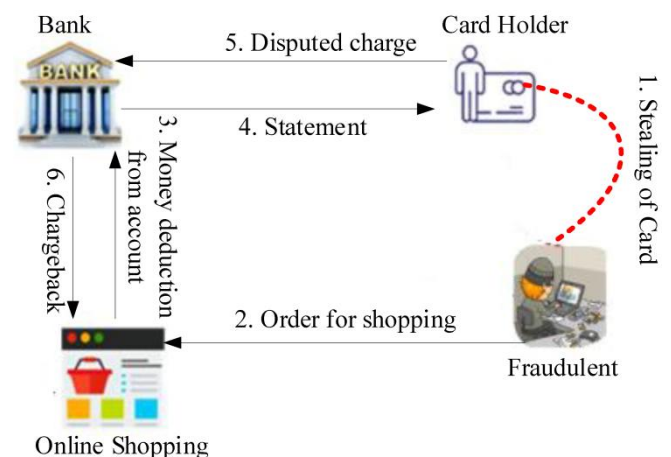 Bank
Card Holder
5. Disputed charge
BANK
4. Statement
1. Stealing of Card
3. Money deduction
from account
6. Chargeback
2. Order for shopping
Fraudulent
Online Shopping